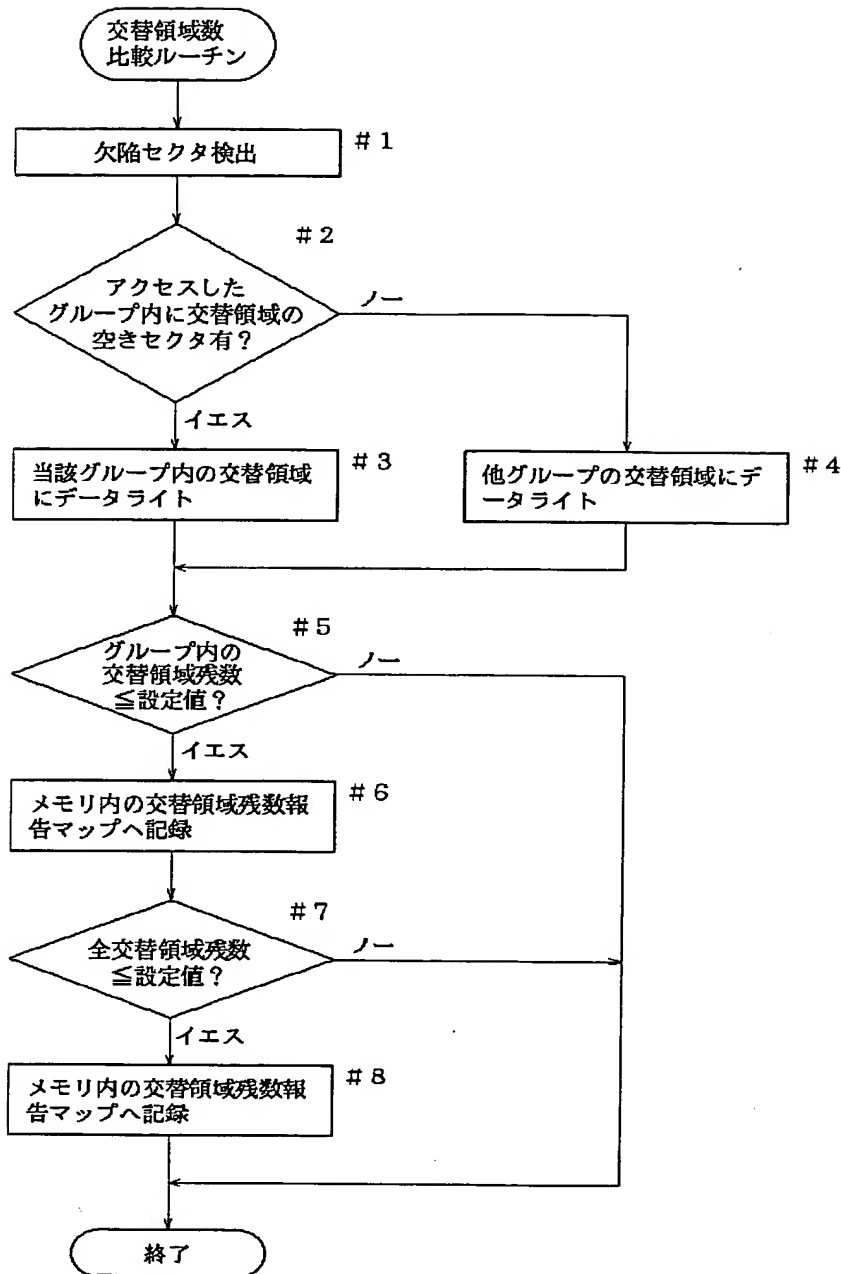 交替領域数
比較ルーチン
欠陥セクタ検出
#1
#2
アクセスした
グループ内に交替領域の
空きセクタ有?
ノー
イエス
当該グループ内の交替領域
にデータライト
#3
他グループの交替領域にデ
ータライト
#4
#5
グループ内の
交替領域残数
≦設定値?
ノー
イエス
メモリ内の交替領域残数報
告マップへ記録
#6
#7
全交替領域残数
≦設定値?
ノー
イエス
メモリ内の交替領域残数報
告マップへ記録
#8
終了